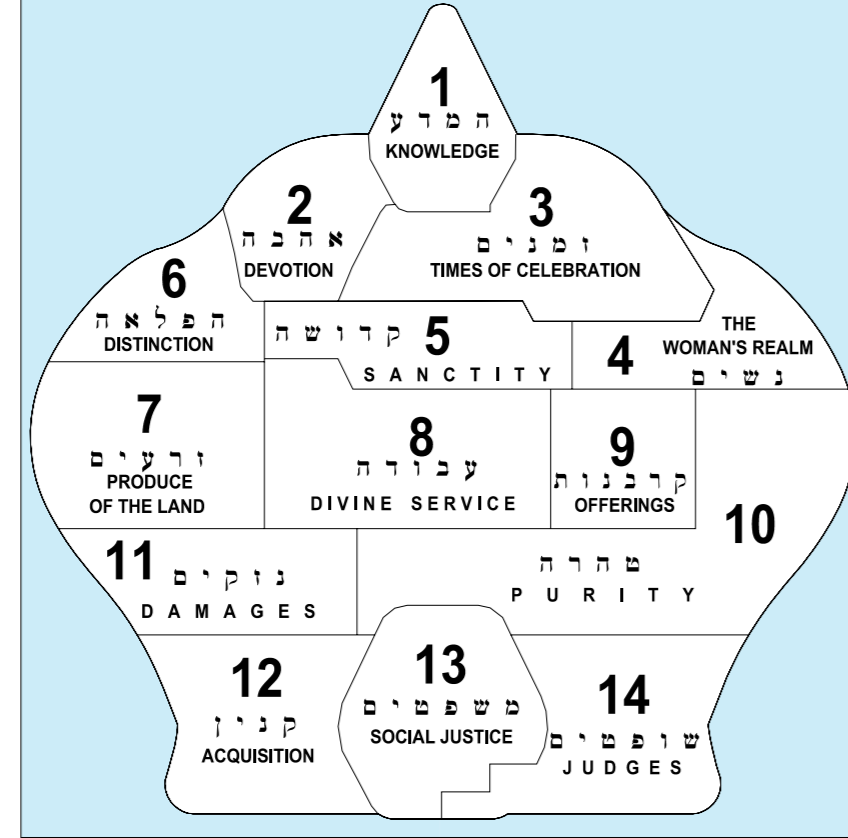 1
המדע
KNOWLEDGE
2
אהבה
DEVOTION
3
זמנים
TIMES OF CELEBRATION
4
THE
WOMAN'S REALM
נשים
קדושה 5
SANCTITY
6
הפלאה
DISTINCTION
7
זרעים
PRODUCE
OF THE LAND
8
עבודה
DIVINE SERVICE
9
קרבנות
OFFERINGS
10
טהרה
PURITY
11 נזקים
DAMAGES
12
קנין
ACQUISITION
13
משפטים
SOCIAL JUSTICE
14
שופטים
JUDGES